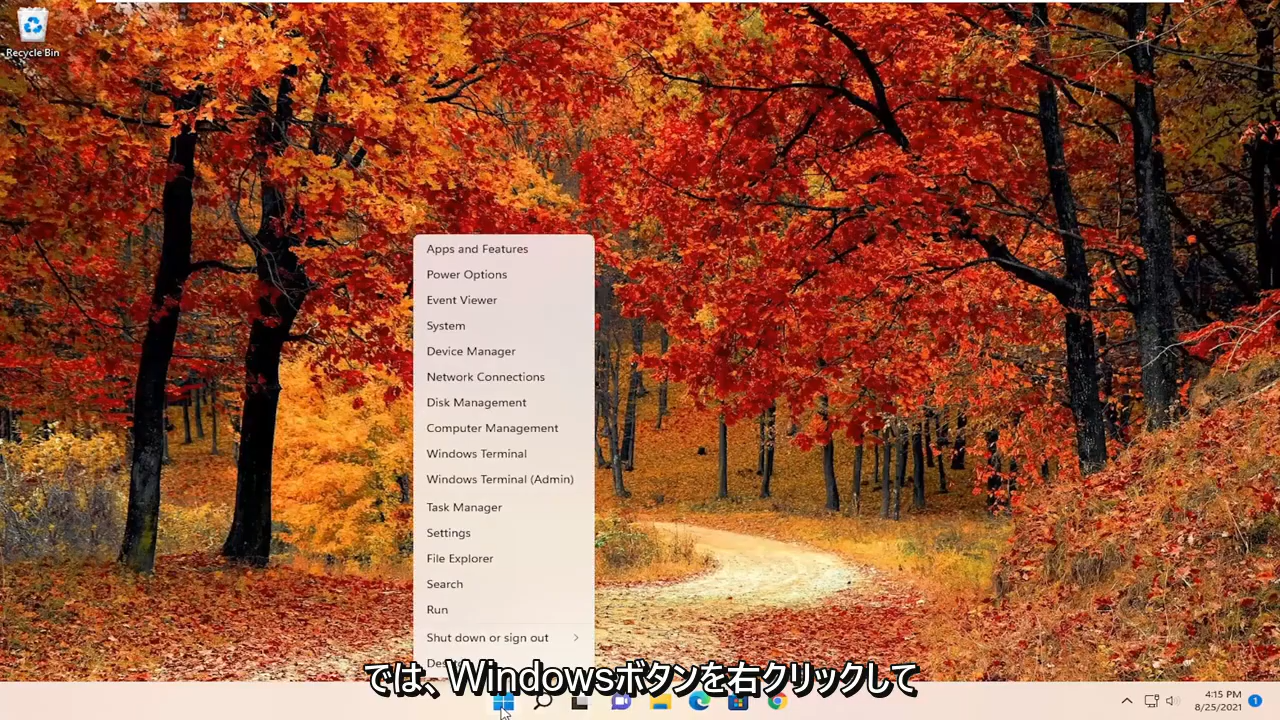 Recycle Bin
Apps and Features
Power Options
Event Viewer
System
Device Manager
Network Connections
Disk Management
Computer Management
Windows Terminal
Windows Terminal (Admin)
Task Manager
Settings
File Explorer
Search
Run
Shut down or sign out
では、Windowsボタンを右クリックして
4:15 PM
8/25/2021
1